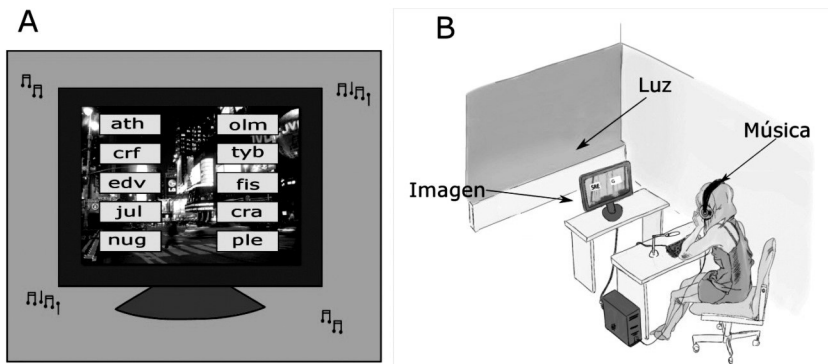 A
ath olm
crf tyb
edv fis
jul cra
nug ple
B
Luz
Música
Imagen